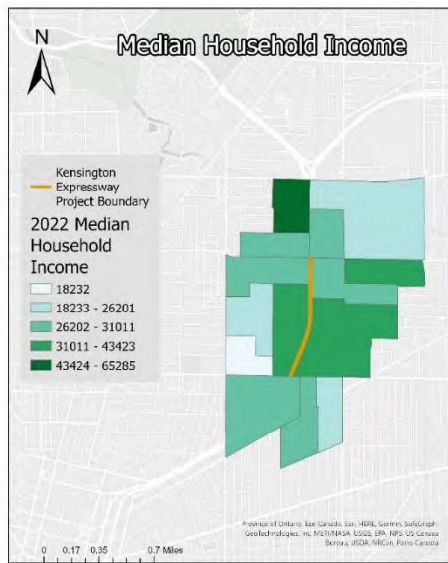 N
Median Household Income
Kensington
Expressway
Project Boundary
2022 Median
Household
Income
18232
18233 - 26201
26202 - 31011
31011 - 43423
43424 - 65285
Province of Ontario, Esri Canada, Esri, HERE, Garmin, SafeGraph,
GeoTechnologies, Inc, METI/NASA, USGS, EPA, NPS, US Census
Bureau, USDA, NRCan, Parks Canada
0 0.17 0.35 0.7 Miles